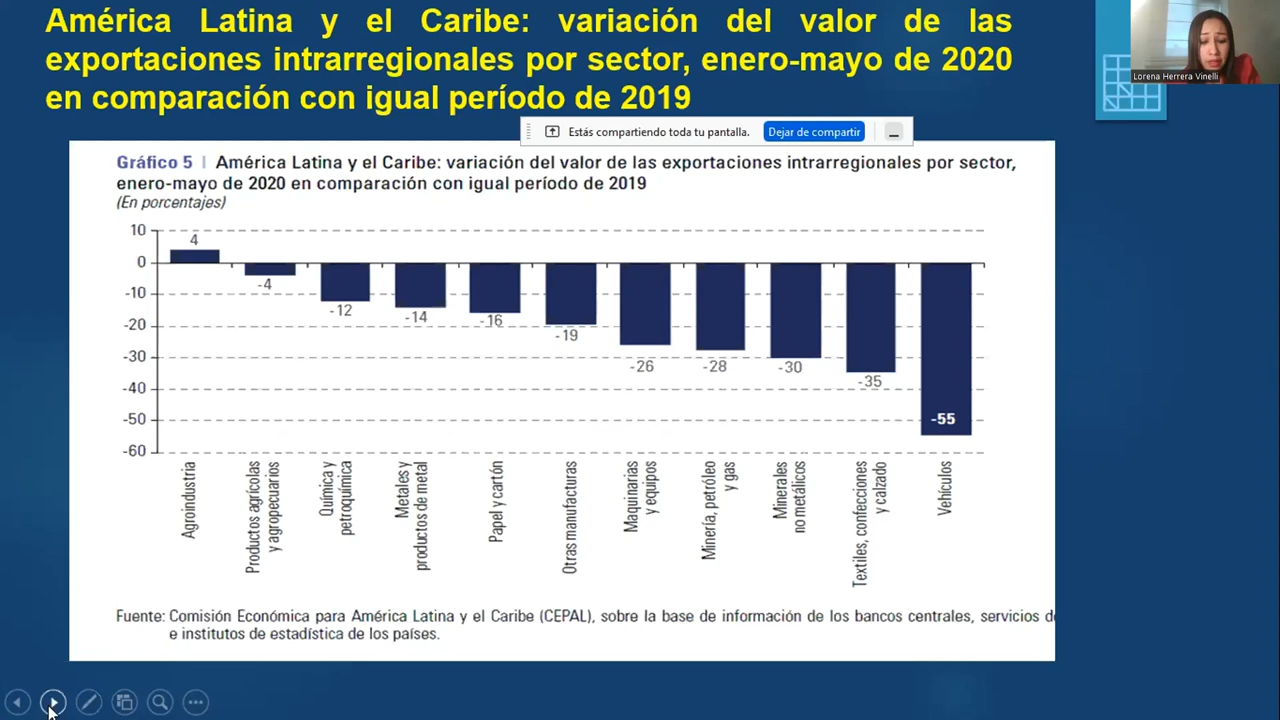 América Latina y el Caribe: variación del valor de las
exportaciones intrarregionales por sector, enero-mayo de 2020
en comparación con igual período de 2019
Lorena Herrera Vinelli
Estás compartiendo toda tu pantalla.
Dejar de compartir
Gráfico 5 | América Latina y el Caribe: variación del valor de las exportaciones intrarregionales por sector,
enero-mayo de 2020 en comparación con igual período de 2019
(En porcentajes)
10
0
-10
-20
-30
-40
-50
-60
4
-4
-12
-14
-16
-19
-26
-28
-30
-35
-55
Agroindustria
Productos agrícolas
y agropecuarios
Química y
petroquímica
Metales y
productos de metal
Papel y cartón
Otras manufacturas
Maquinarias
y equipos
Minería, petróleo
y gas
Minerales
no metálicos
Textiles, confecciones
y calzado
Vehículos
Fuente: Comisión Económica para América Latina y el Caribe (CEPAL), sobre la base de información de los bancos centrales, servicios
e institutos de estadística de los países.